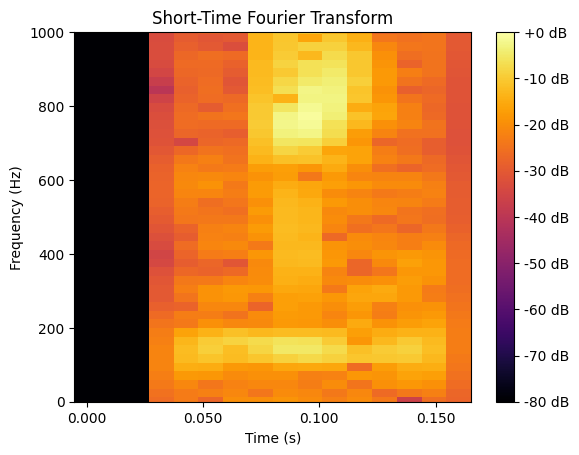 Short-Time Fourier Transform
1000
800
600
400
200
0
Frequency (Hz)
0.000
0.050
0.100
0.150
Time (s)
+0 dB
-10 dB
-20 dB
-30 dB
-40 dB
-50 dB
-60 dB
-70 dB
-80 dB